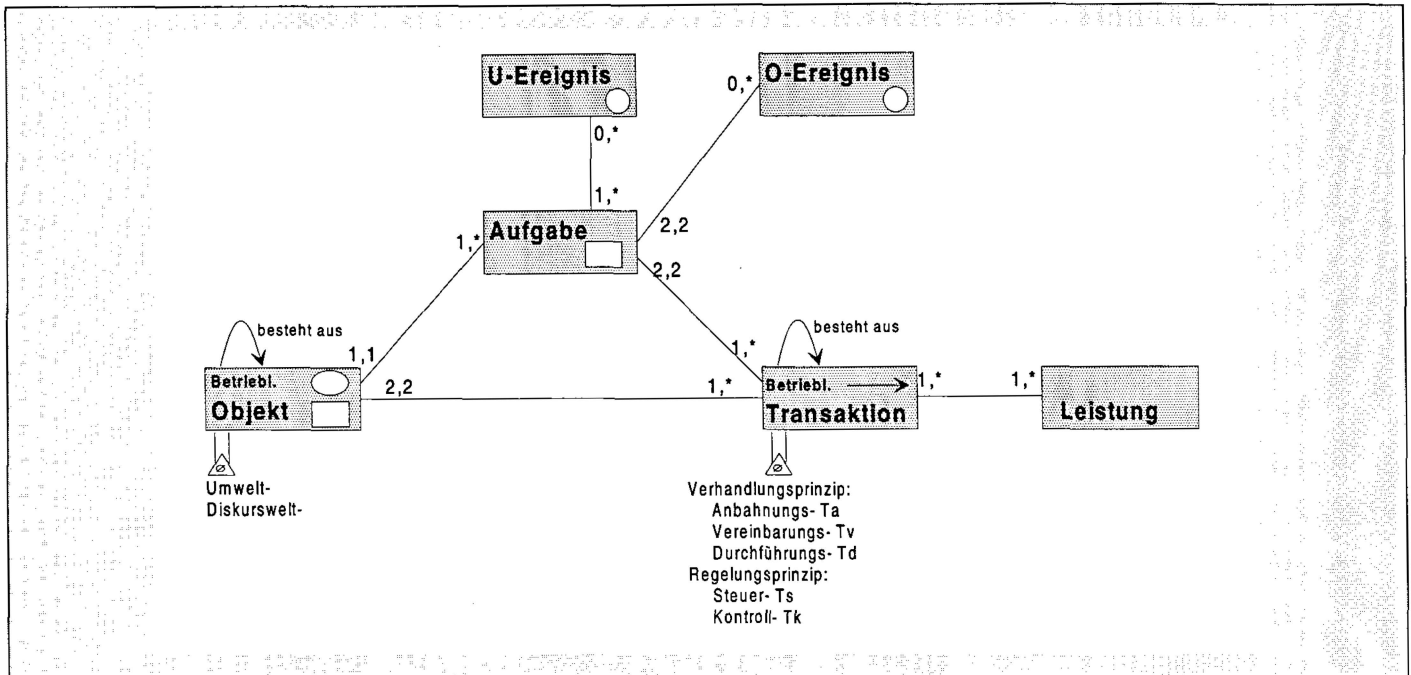 U-Ereignis
O-Ereignis
0,*
0,*
1,*
Aufgabe
1,*
2,2
2,2
besteht aus
besteht aus
1,1
1,*
Betriebl.
Objekt
2,2
1,*
Betriebl.
Transaktion
1,*
1,*
Leistung
Umwelt-
Diskurswelt-
Verhandlungsprinzip:
Anbahnungs- Ta
Vereinbarungs- Tv
Durchführungs- Td
Regelungsprinzip:
Steuer- Ts
Kontroll- Tk